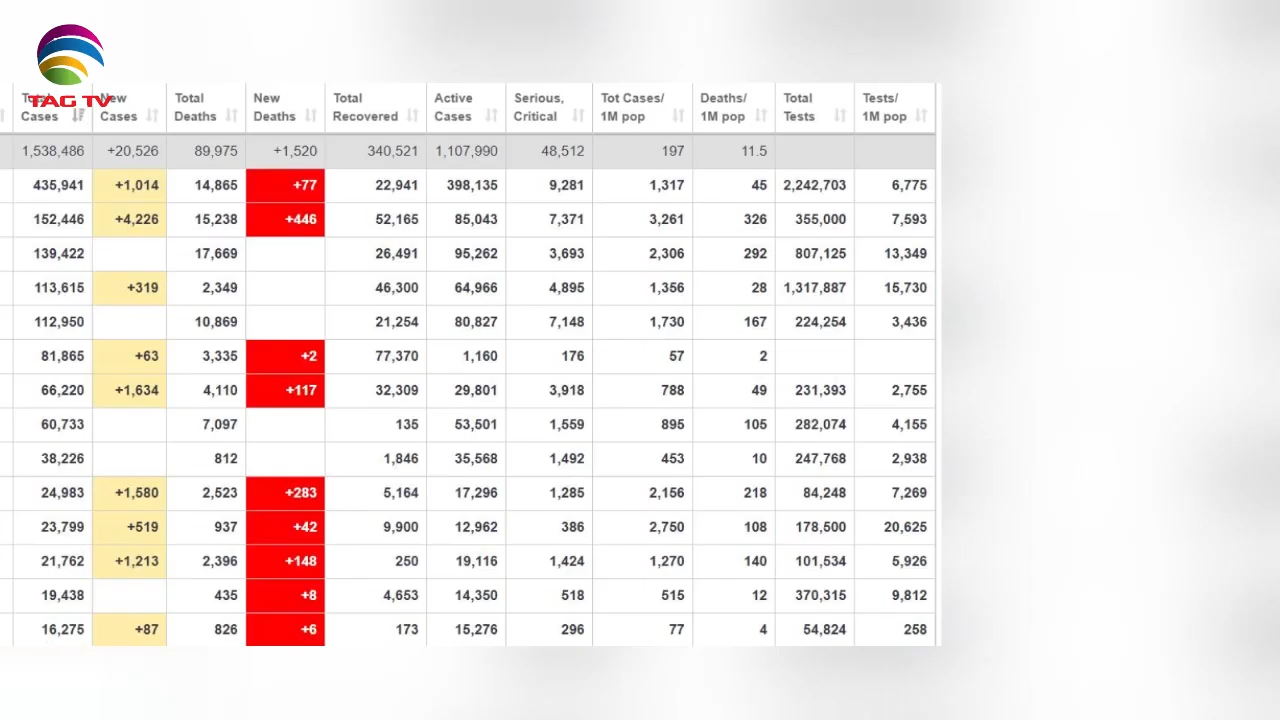 TAG TV
Total Cases New Cases Total Deaths New Deaths Total Recovered Active Cases Serious, Critical Tot Cases/ 1M pop Deaths/ 1M pop Total Tests Tests/ 1M pop
1,538,486 +20,526 89,975 +1,520 340,521 1,107,990 48,512 197 11.5
435,941 +1,014 14,865 +77 22,941 398,135 9,281 1,317 45 2,242,703 6,775
152,446 +4,226 15,238 +446 52,165 85,043 7,371 3,261 326 355,000 7,593
139,422 17,669 26,491 95,262 3,693 2,306 292 807,125 13,349
113,615 +319 2,349 46,300 64,966 4,895 1,356 28 1,317,887 15,730
112,950 10,869 21,254 80,827 7,148 1,730 167 224,254 3,436
81,865 +63 3,335 +2 77,370 1,160 176 57 2
66,220 +1,634 4,110 +117 32,309 29,801 3,918 788 49 231,393 2,755
60,733 7,097 135 53,501 1,559 895 105 282,074 4,155
38,226 812 1,846 35,568 1,492 453 10 247,768 2,938
24,983 +1,580 2,523 +283 5,164 17,296 1,285 2,156 218 84,248 7,269
23,799 +519 937 +42 9,900 12,962 386 2,750 108 178,500 20,625
21,762 +1,213 2,396 +148 250 19,116 1,424 1,270 140 101,534 5,926
19,438 435 +8 4,653 14,350 518 515 12 370,315 9,812
16,275 +87 826 +6 173 15,276 296 77 4 54,824 258